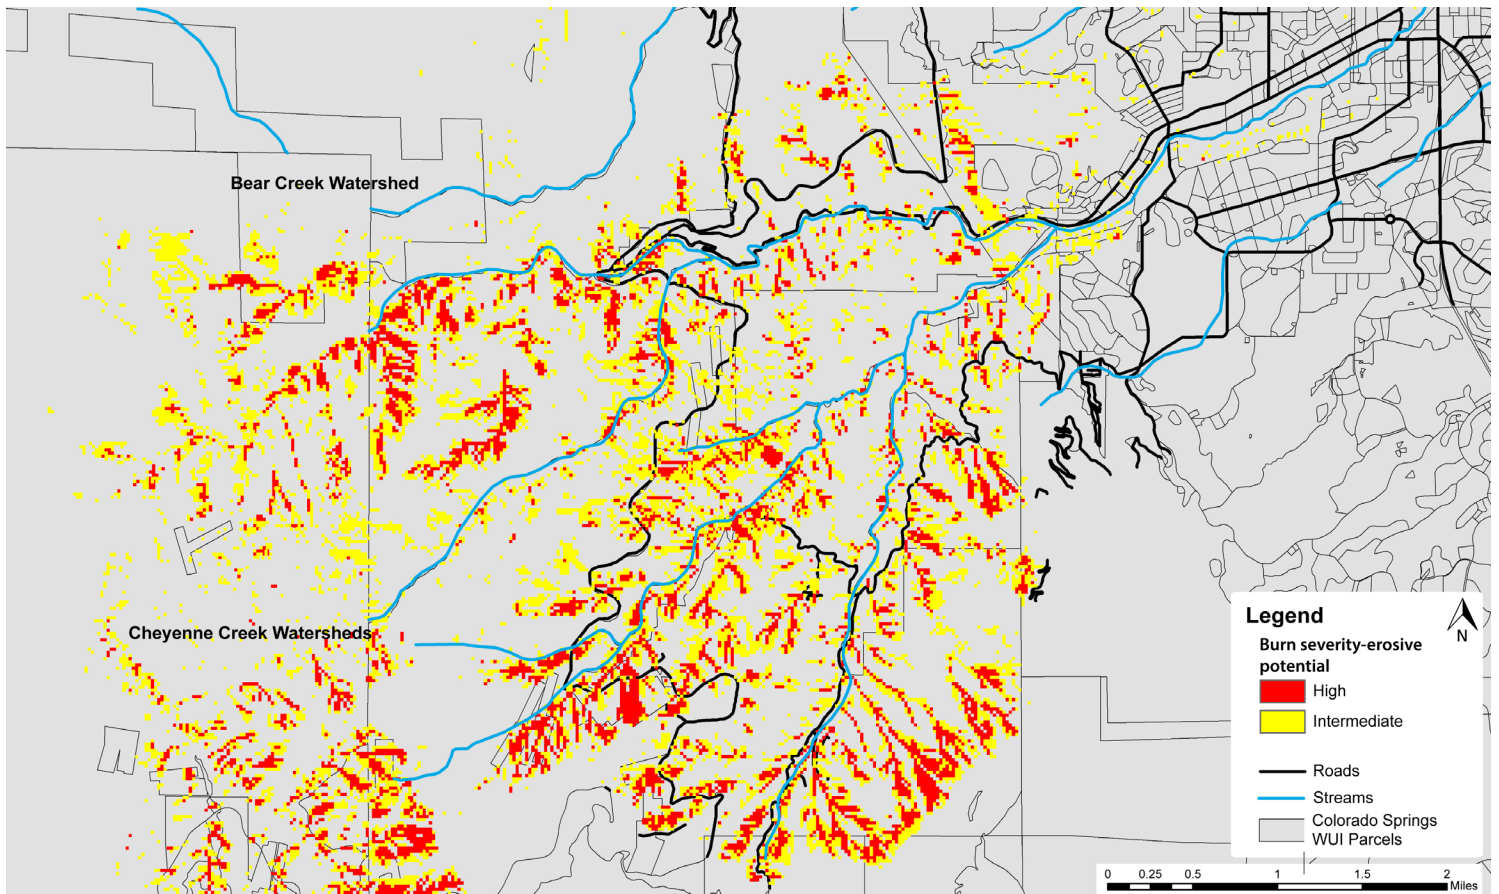 Bear Creek Watershed
Cheyenne Creek Watersheds
Legend
N
Burn severity-erosive
potential
High
Intermediate
Roads
Streams
Colorado Springs
WUI Parcels
0 0.25 0.5 1 1.5 2
Miles